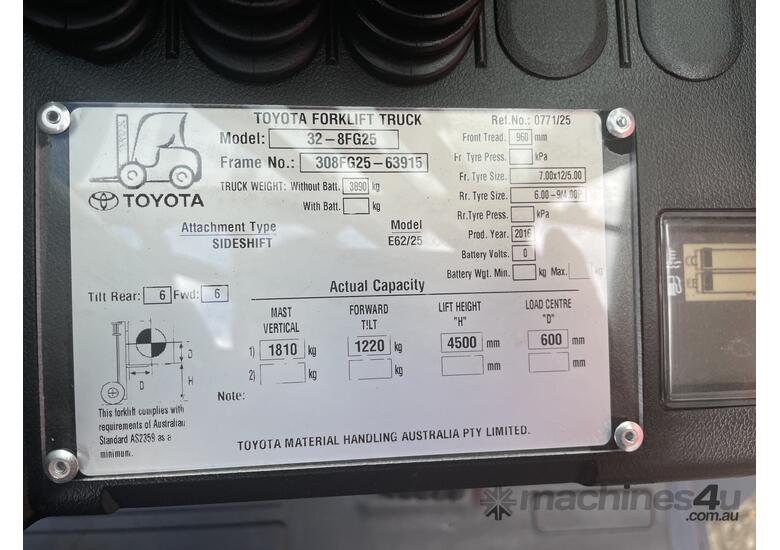 TOYOTA FORKLIFT TRUCK
Ref.No.: 0771/25
Model: 32-8FG25
Front Tread. 960 mm
Frame No.: 308FG25-63915
Fr Tyre Press. kPa
TOYOTA
TRUCK WEIGHT: Without Batt. 3890 kg
Fr. Tyre Size. 7.00x12/5.00
With Batt. kg
Rr. Tyre Size. 6.00-9/4.00
Rr.Tyre Press. kPa
Attachment Type
Model
Prod. Year. 2016
SIDESHIFT
E62/25
Battery Volts. 0
Battery Wgt. Min. kg Max.
Actual Capacity
Tilt Rear: 6 Fwd: 6
MAST VERTICAL
FORWARD TILT
LIFT HEIGHT "H"
LOAD CENTRE "D"
1) 1810 kg 1220 kg 4500 mm 600 mm
2) kg kg mm mm
D
D
H
Note:
This forklift complies with
requirements of Australian
Standard AS2359 as a
minimum.
TOYOTA MATERIAL HANDLING AUSTRALIA PTY LIMITED.
machines4u
.com.au